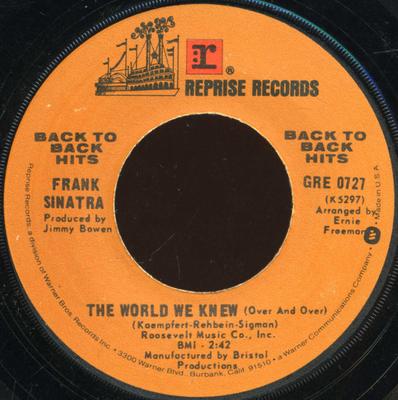 r®
REPRISE RECORDS
BACK TO
BACK
HITS
BACK TO
BACK
HITS
FRANK
SINATRA
Produced by
Jimmy Bowen
GRE 0727
(K5297)
Arranged by
Ernie
Freeman
THE WORLD WE KNEW (Over And Over)
(Kaempfert-Rehbein-Sigman)
Roosevelt Music Co., Inc.
BMI - 2:42
Manufactured by Bristol
Productions
Reprise Records, a division of Warner Bros. Records Inc. • 3300 Warner Blvd., Burbank, Calif. 91510 • a Warner Communications Company. • Made in U.S.A.